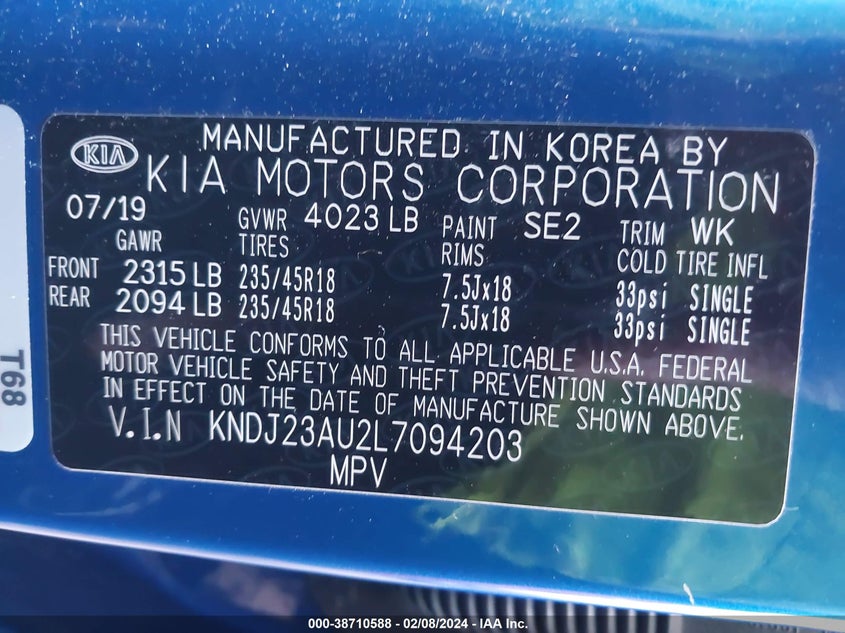 MANUFACTURED IN KOREA BY
KIA KIA MOTORS CORPORATION
07/19 GVWR 4023 LB PAINT SE2 TRIM WK
GAWR TIRES RIMS COLD TIRE INFL
FRONT 2315 LB 235/45R18 7.5Jx18 33psi SINGLE
REAR 2094 LB 235/45R18 7.5Jx18 33psi SINGLE
THIS VEHICLE CONFORMS TO ALL APPLICABLE U.S.A. FEDERAL
MOTOR VEHICLE SAFETY AND THEFT PREVENTION STANDARDS
IN EFFECT ON THE DATE OF MANUFACTURE SHOWN ABOVE.
V.I.N KNDJ23AU2L7094203
MPV
T68
000-38710588 - 02/08/2024 - IAA Inc.